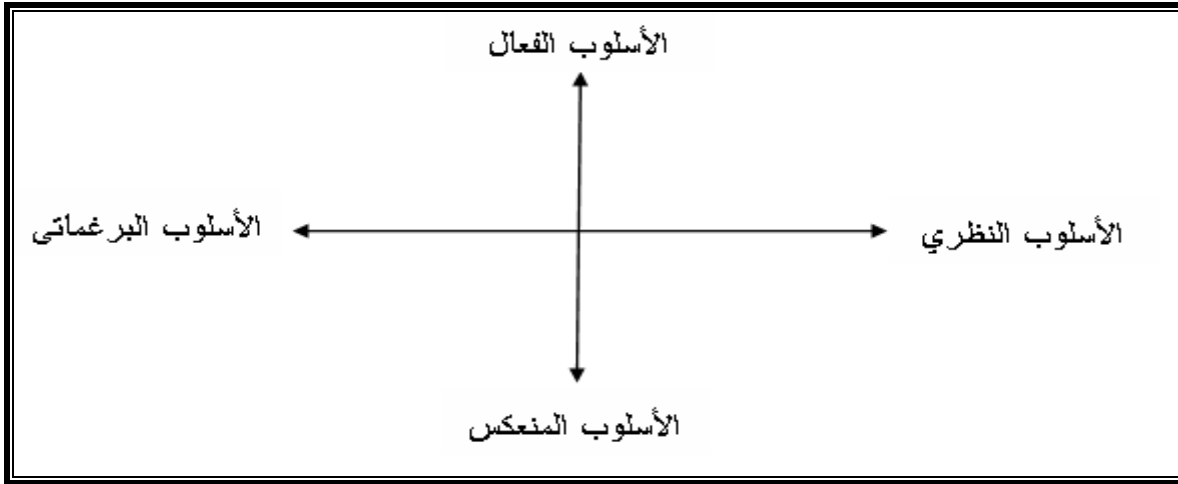 الأسلوب الفعال
الأسلوب النظري
الأسلوب البرغماتى
الأسلوب المنعكس